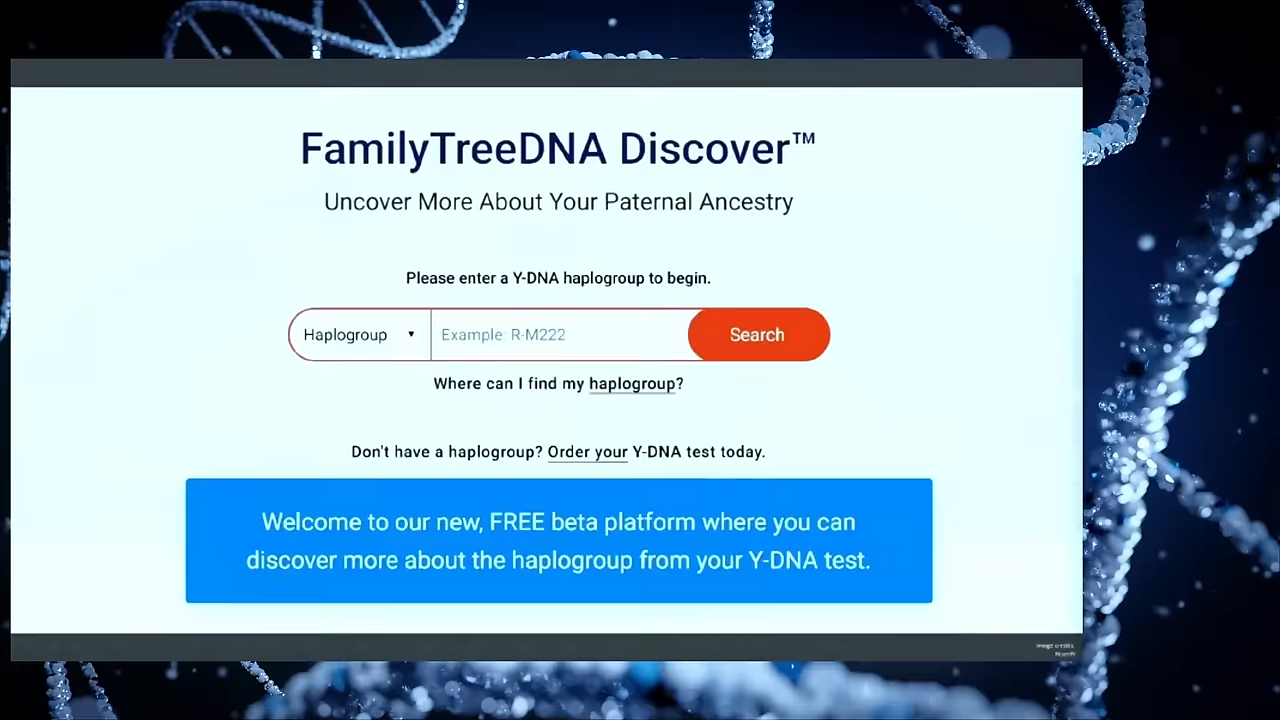 FamilyTreeDNA Discover™
Uncover More About Your Paternal Ancestry
Please enter a Y-DNA haplogroup to begin.
Haplogroup ▼ Example: R-M222 Search
Where can I find my haplogroup?
Don't have a haplogroup? Order your Y-DNA test today.
Welcome to our new, FREE beta platform where you can
discover more about the haplogroup from your Y-DNA test.